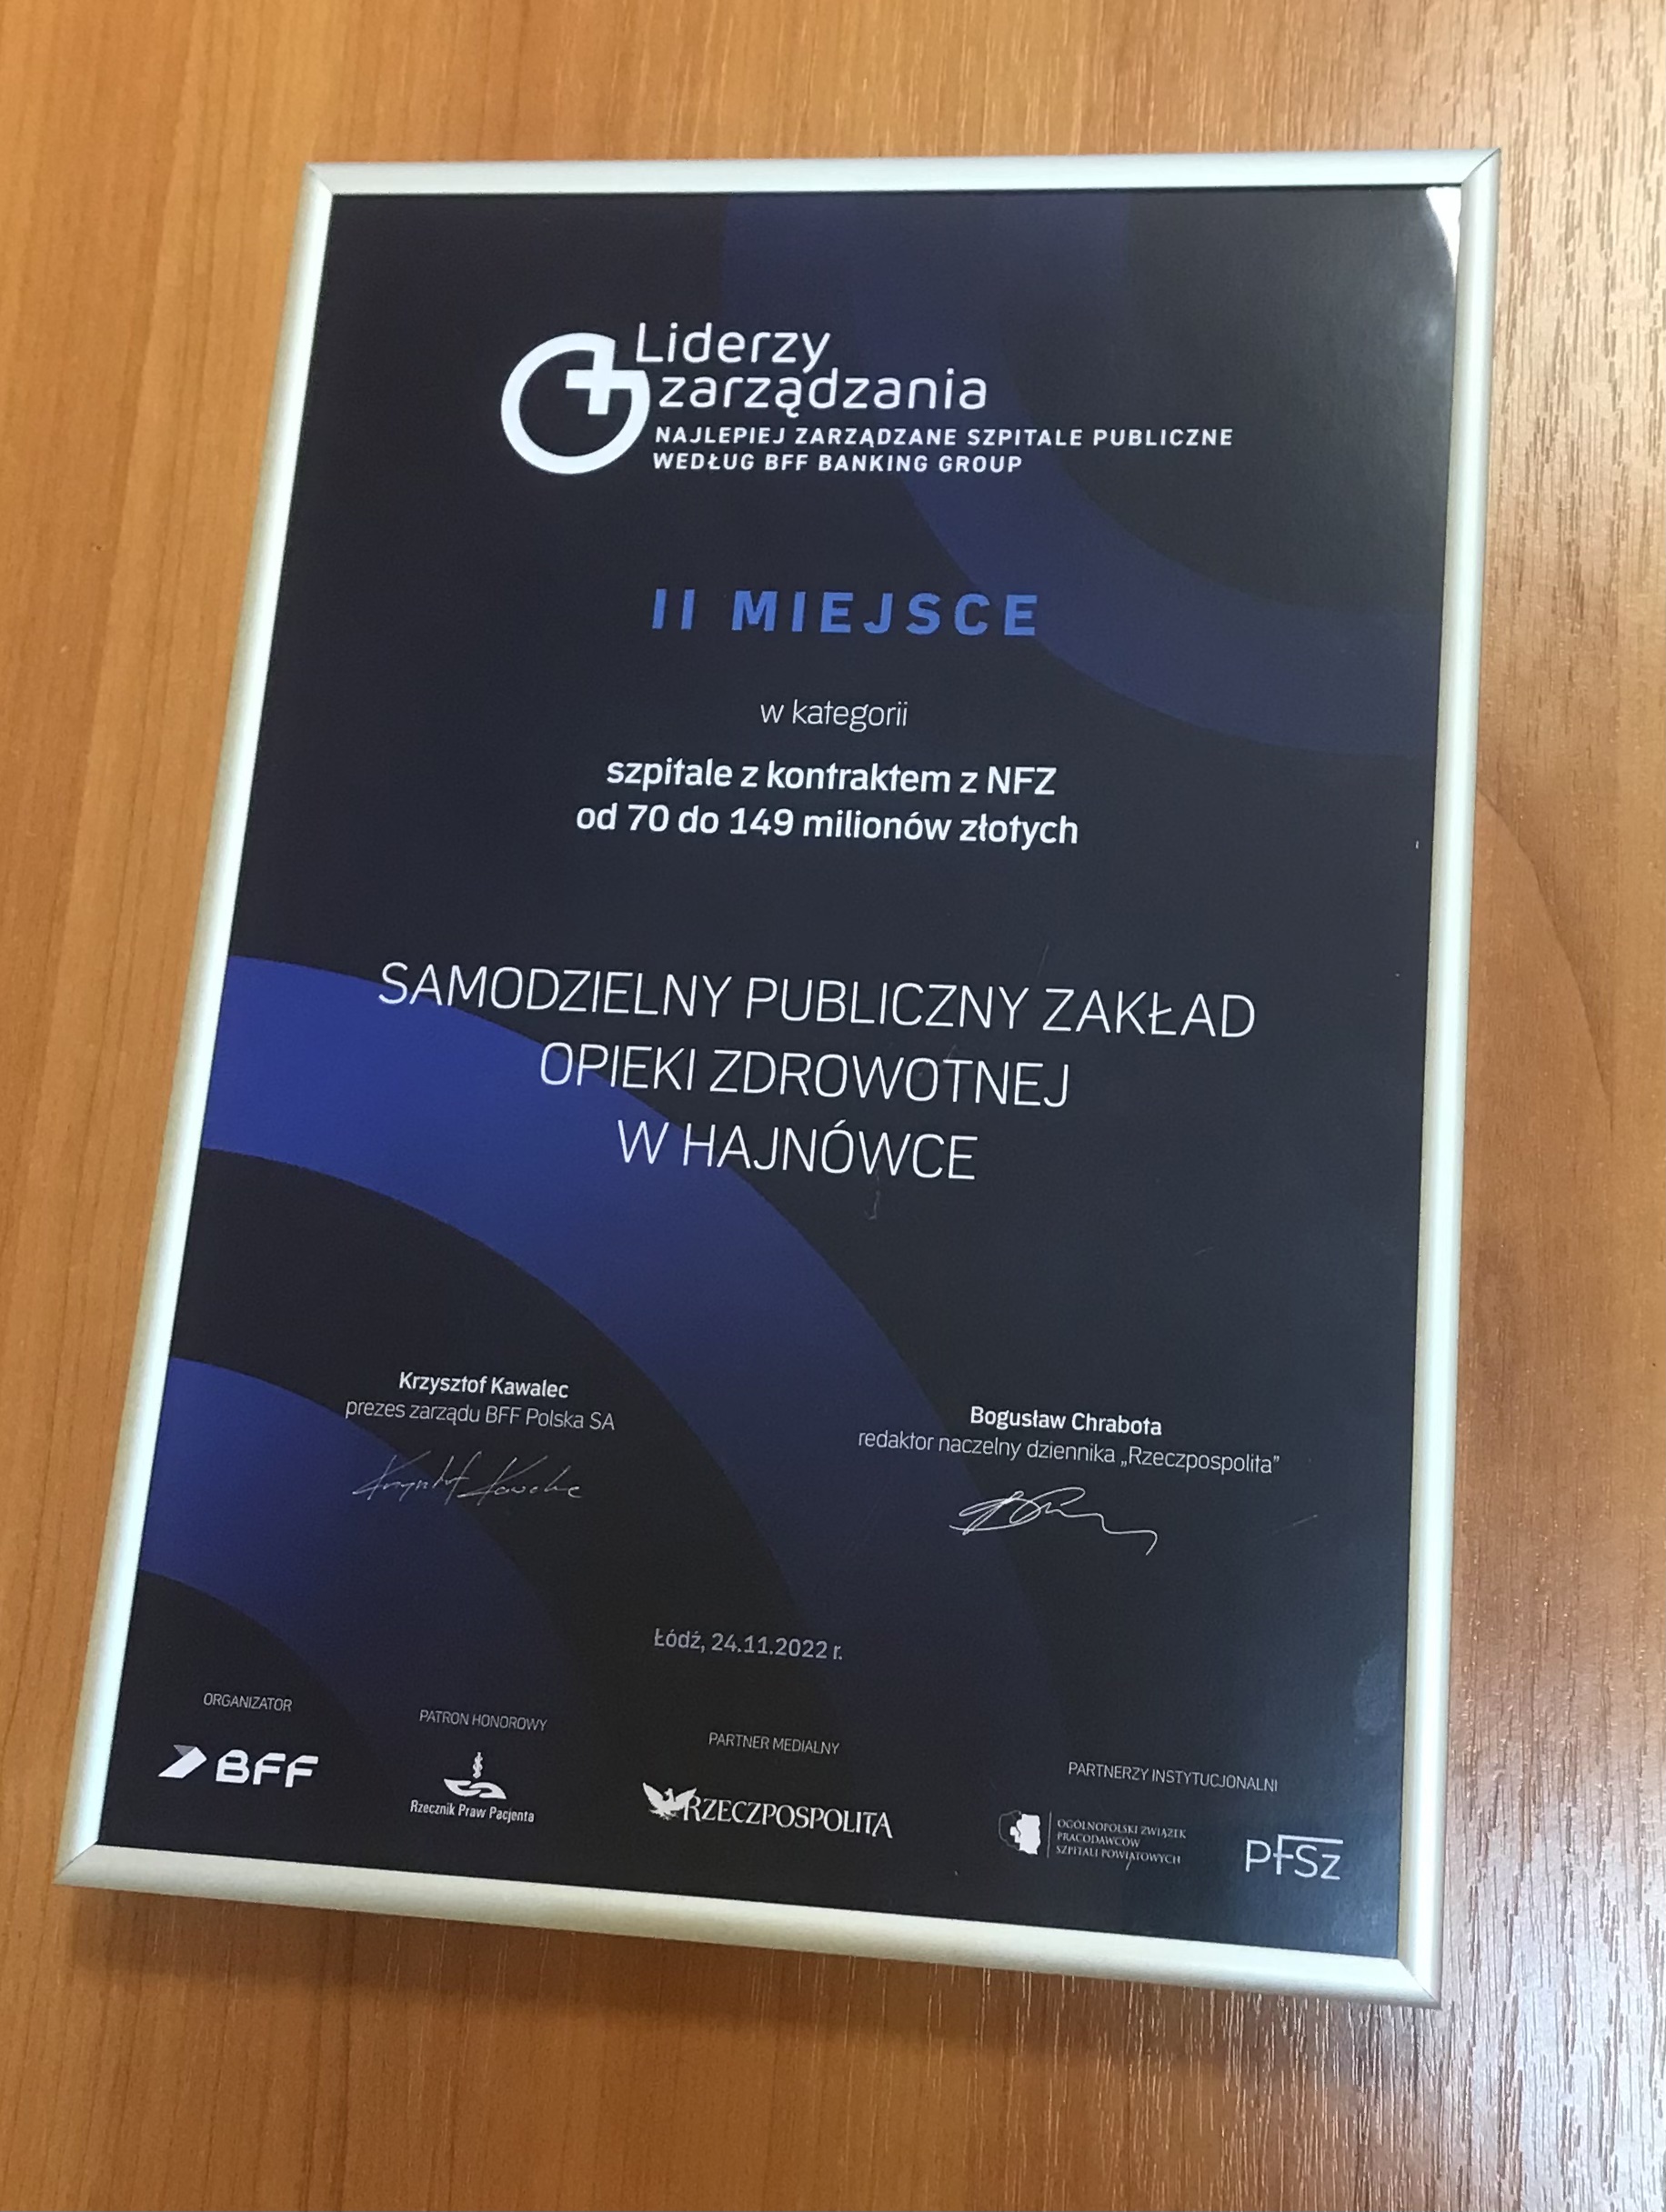 Liderzy
zarządzania
NAJLEPIEJ ZARZĄDZANE SZPITALE PUBLICZNE
WEDŁUG BFF BANKING GROUP
II MIEJSCE
w kategorii
szpitale z kontraktem z NFZ
od 70 do 149 milionów złotych
SAMODZIELNY PUBLICZNY ZAKŁAD
OPIEKI ZDROWOTNEJ
W HAJNÓWCE
Krzysztof Kawalec
prezes zarządu BFF Polska SA
Krzysztof Kawalec
Bogusław Chrabota
redaktor naczelny dziennika „Rzeczpospolita”
Łódź, 24.11.2022 r.
ORGANIZATOR
BFF
PATRON HONOROWY
Rzecznik Praw Pacjenta
PARTNER MEDIALNY
RZECZPOSPOLITA
PARTNERZY INSTYTUCJONALNI
OGÓLNOPOLSKI ZWIĄZEK
PRACODAWCÓW
SZPITALI POWIATOWYCH
PFSz